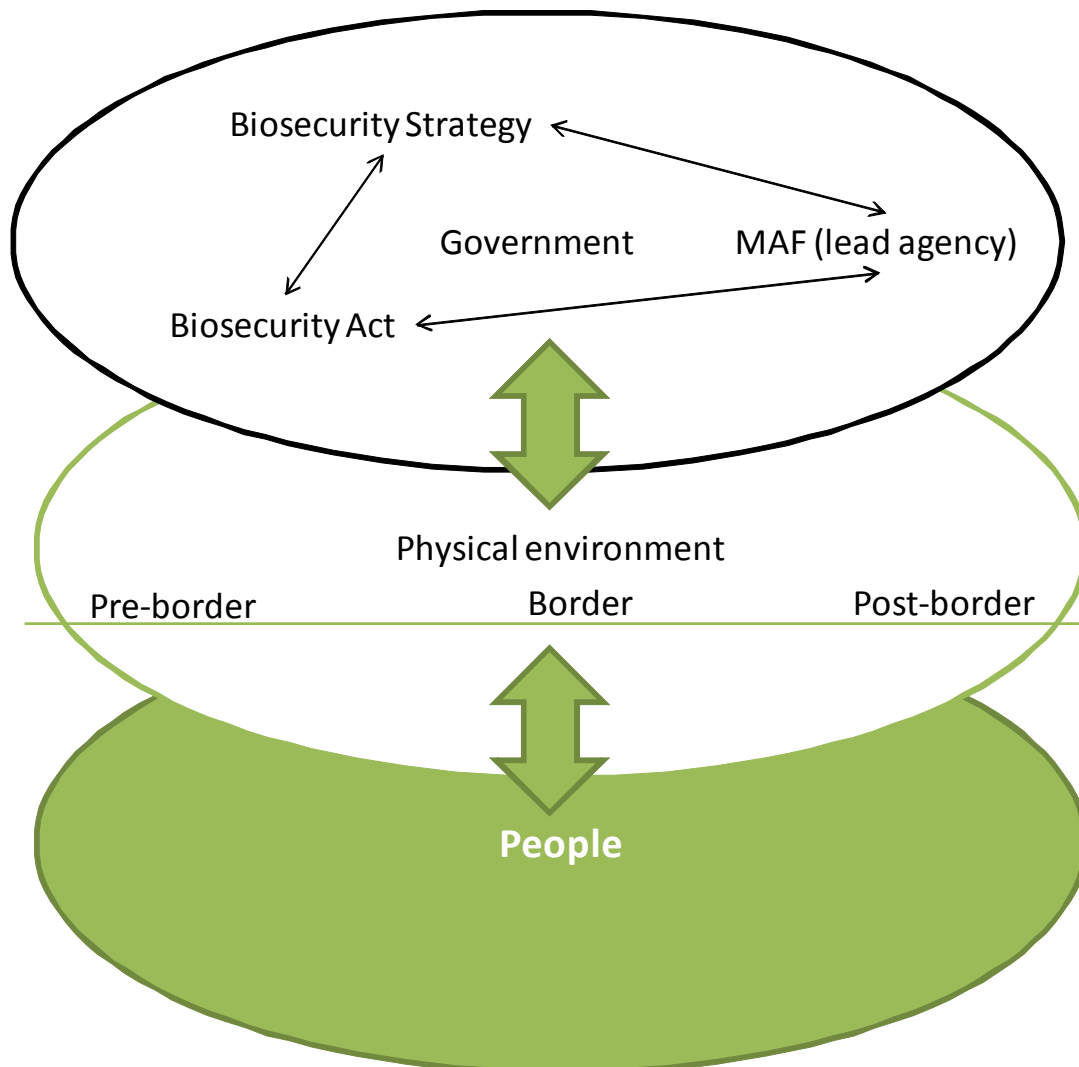 Biosecurity Strategy
Government
MAF (lead agency)
Biosecurity Act
Physical environment
Pre-border
Border
Post-border
People